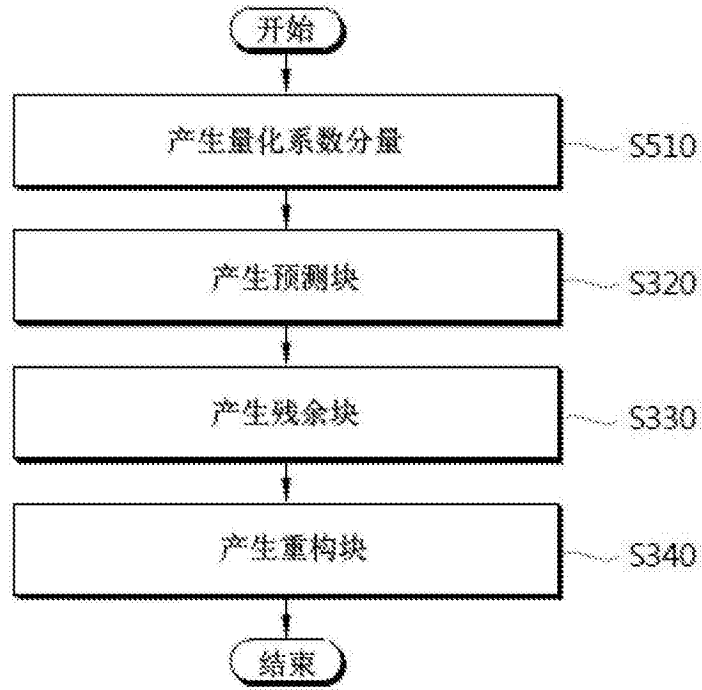 开始
产生量化系数分量
S510
产生预测块
S320
产生残余块
S330
产生重构块
S340
结束